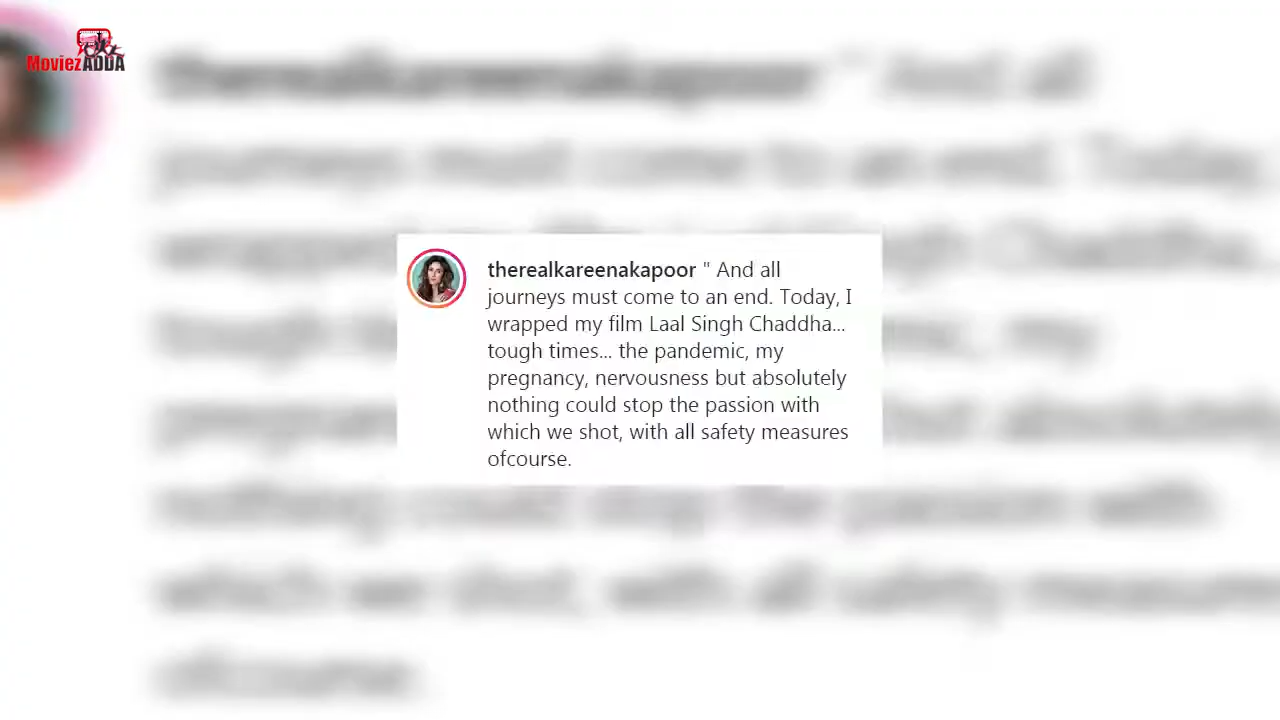 MoviezADDA
therealkareenakapoor " And all
journeys must come to an end. Today, I
wrapped my film Laal Singh Chaddha...
tough times... the pandemic, my
pregnancy, nervousness but absolutely
nothing could stop the passion with
which we shot, with all safety measures
ofcourse.